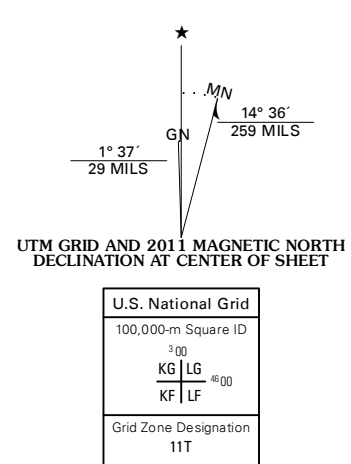 ★
MN
GN
14° 36´
259 MILS
1° 37´
29 MILS
UTM GRID AND 2011 MAGNETIC NORTH
DECLINATION AT CENTER OF SHEET
U.S. National Grid
100,000-m Square ID
300
KG LG
4600
KF LF
Grid Zone Designation
11T